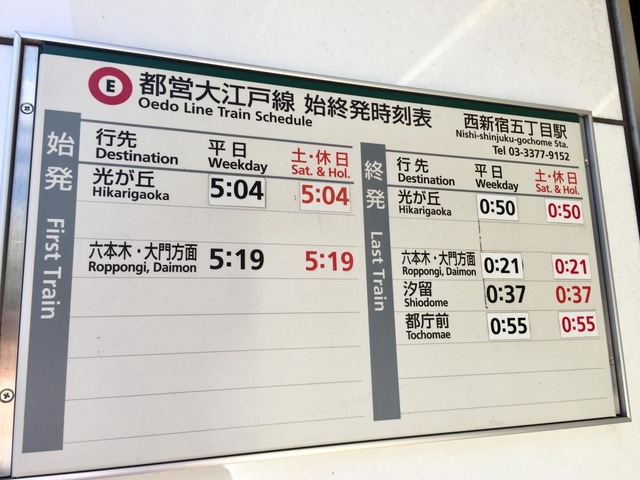 E 都営大江戸線 始終発時刻表
Oedo Line Train Schedule
西新宿五丁目駅
Nishi-shinjuku-gochome Sta.
Tel 03-3377-9152
始発 First Train
行先 平日 土・休日
Destination Weekday Sat. & Hol.
光が丘 5:04 5:04
Hikarigaoka
六本木・大門方面 5:19 5:19
Roppongi, Daimon
終発 Last Train
行先 平日 土・休日
Destination Weekday Sat. & Hol.
光が丘 0:50 0:50
Hikarigaoka
六本木・大門方面 0:21 0:21
Roppongi, Daimon
汐留 0:37 0:37
Shiodome
都庁前 0:55 0:55
Tochomae